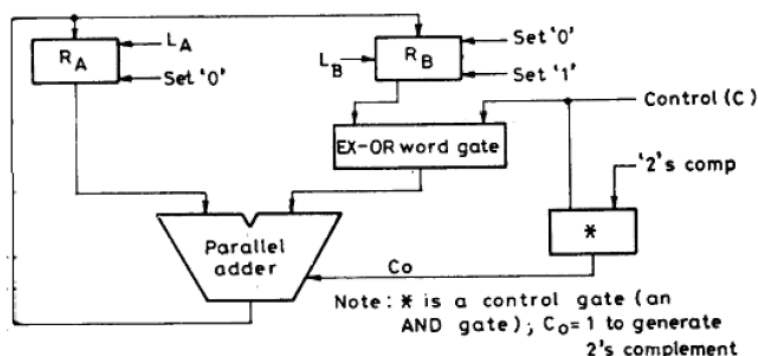 R_A
L_A
Set '0'
L_B
R_B
Set '0'
Set '1'
Control (C)
EX-OR word gate
'2's comp
*
Parallel
adder
Co
Note: * is a control gate (an
AND gate); C₀= 1 to generate
2's complement